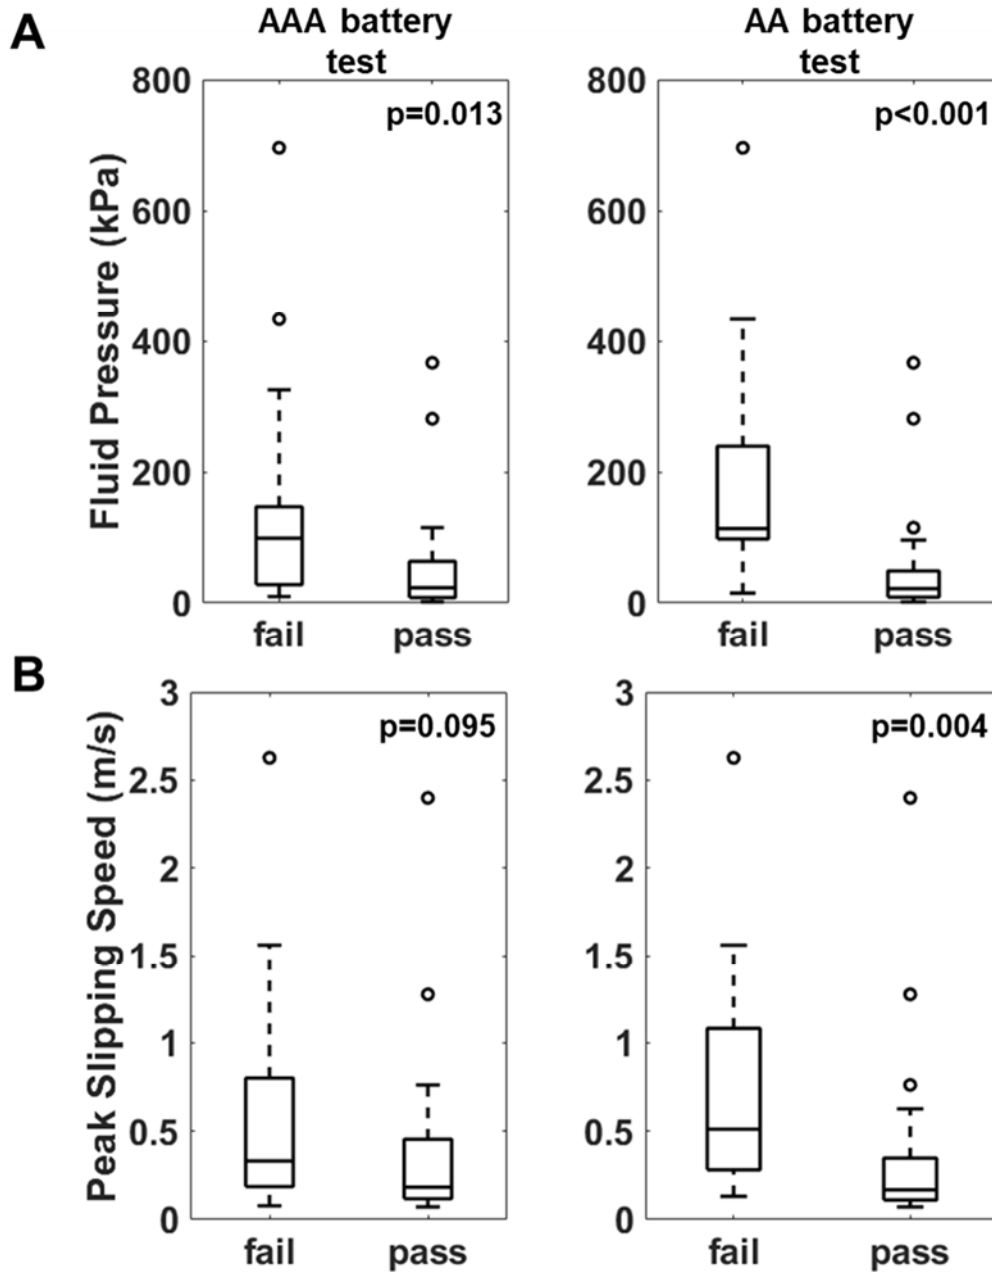 A
AAA battery
test
AA battery
test
800
600
400
200
0
Fluid Pressure (kPa)
p=0.013
fail
pass
800
600
400
200
0
p<0.001
fail
pass
B
3
2.5
2
1.5
1
0.5
0
Peak Slipping Speed (m/s)
p=0.095
fail
pass
3
2.5
2
1.5
1
0.5
0
p=0.004
fail
pass